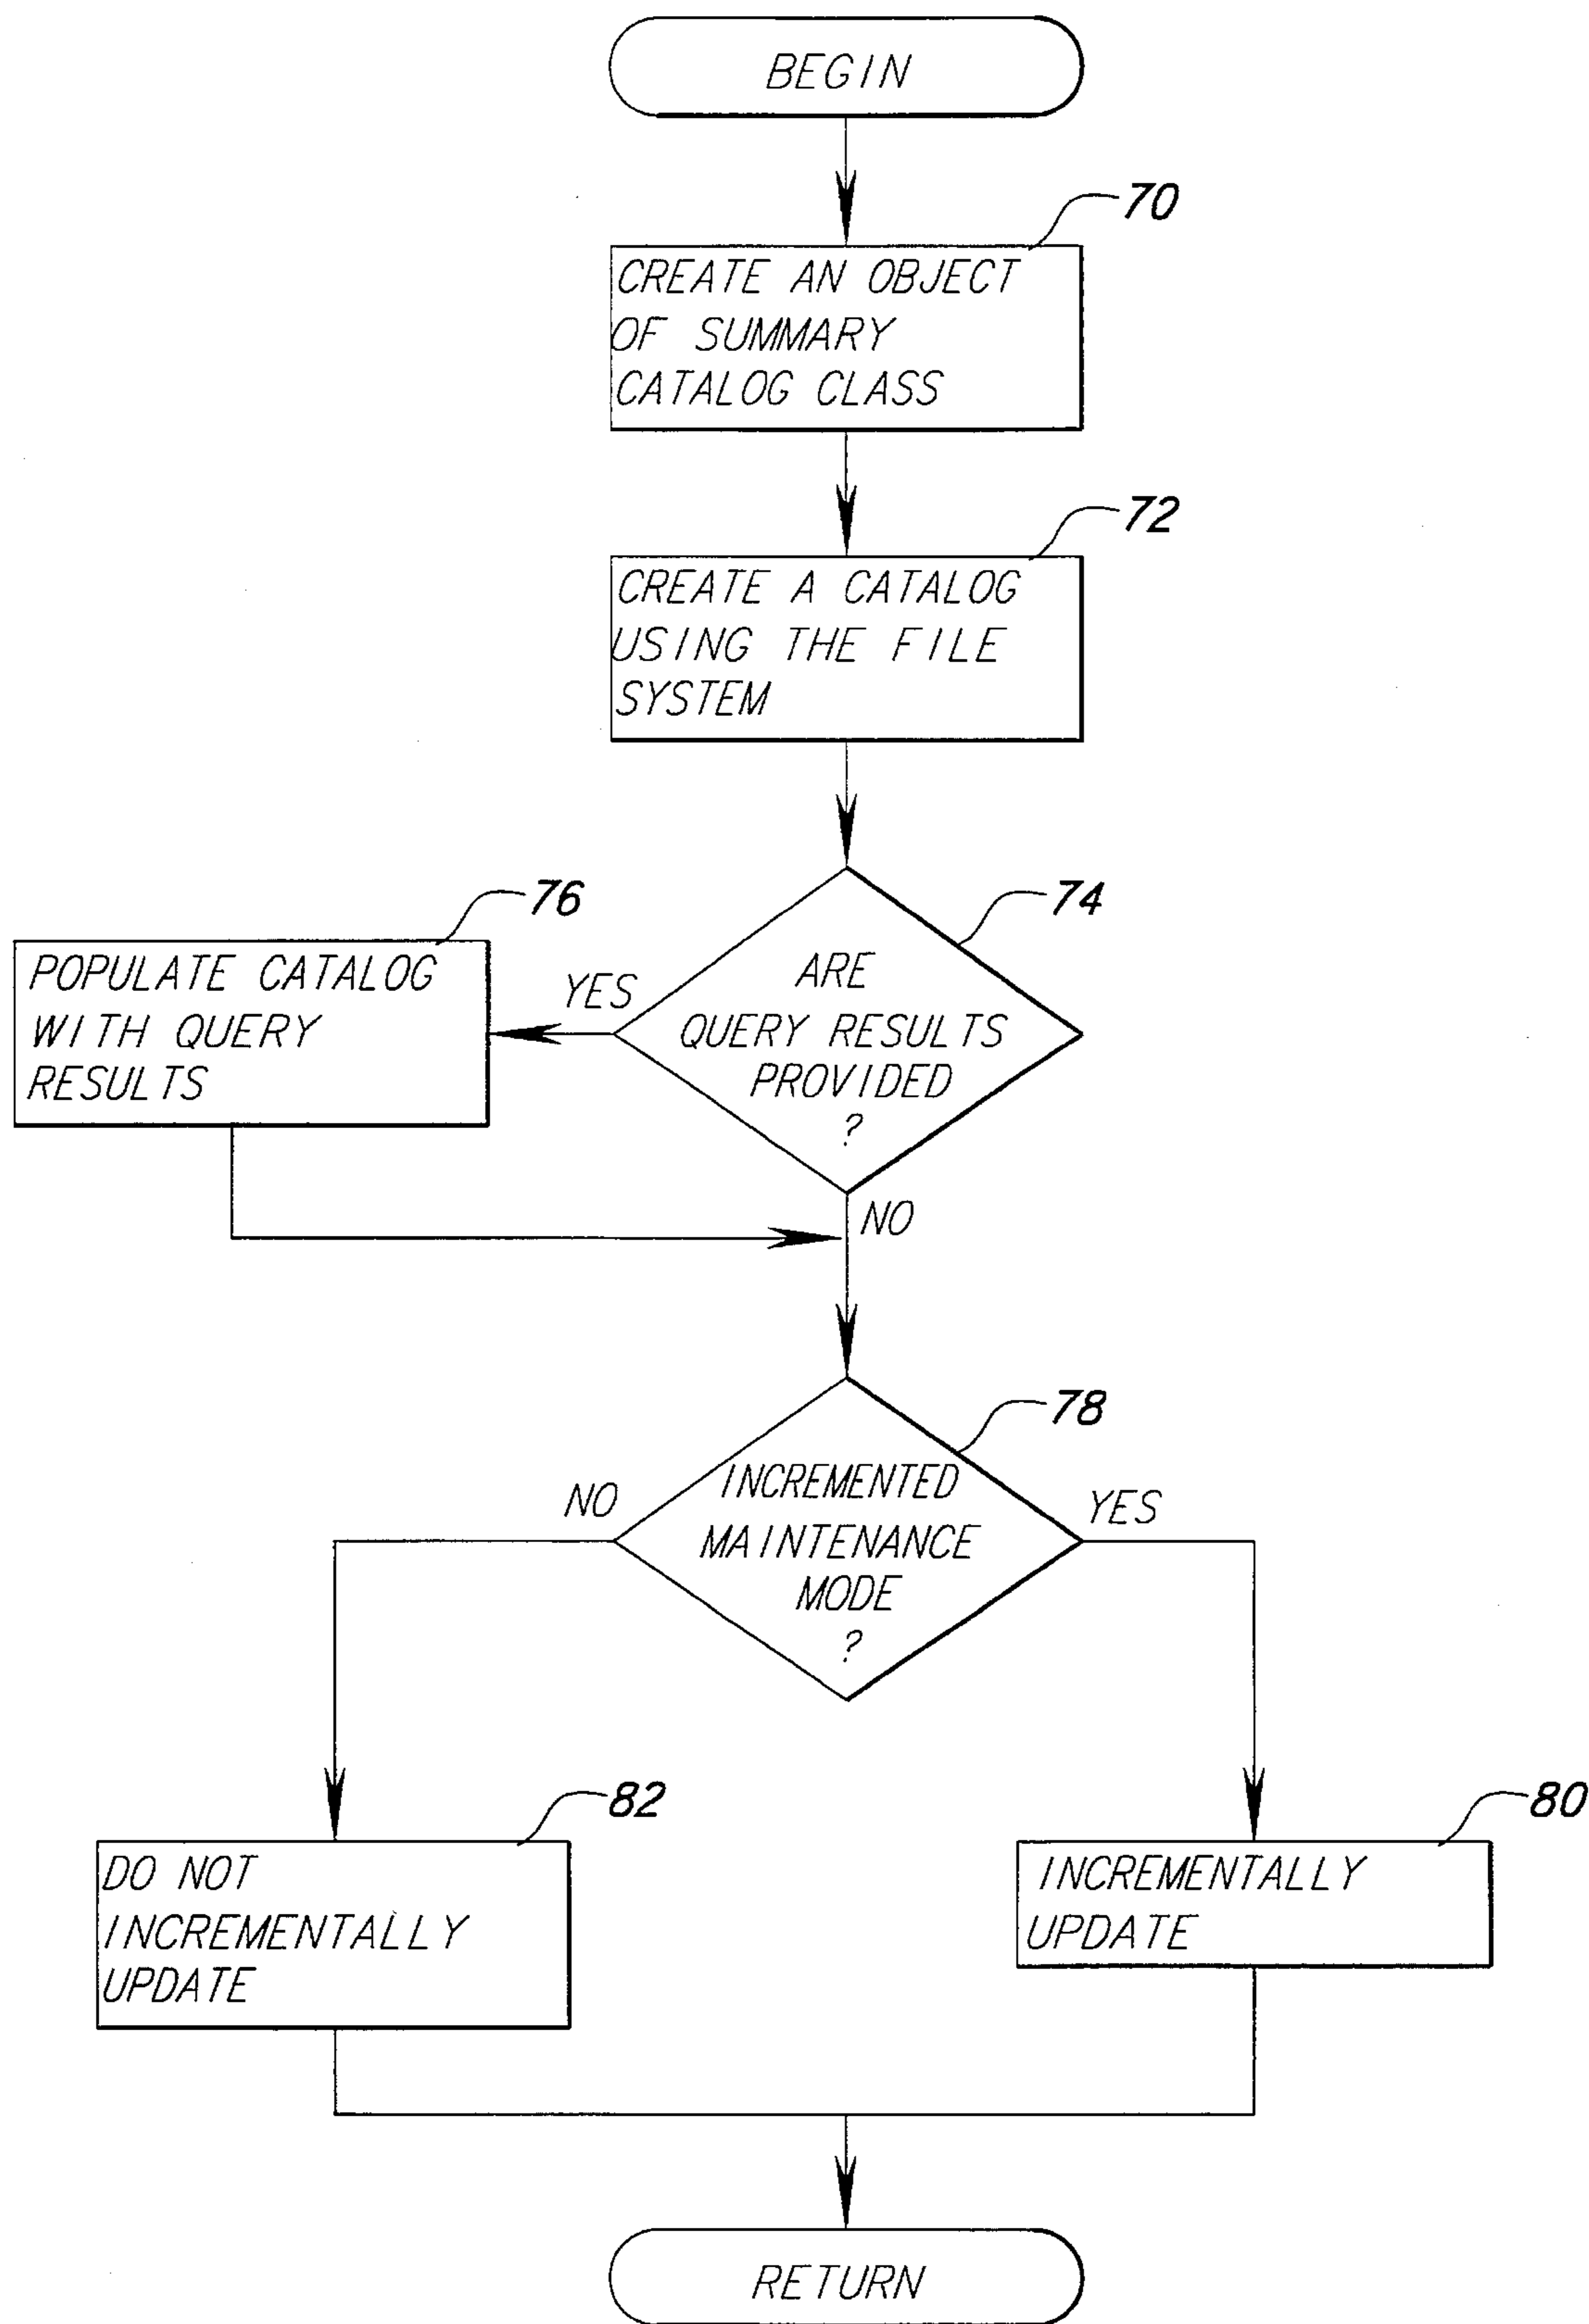 BEGIN
70
CREATE AN OBJECT
OF SUMMARY
CATALOG CLASS
72
CREATE A CATALOG
USING THE FILE
SYSTEM
76
74
POPULATE CATALOG
WITH QUERY
RESULTS
YES
ARE
QUERY RESULTS
PROVIDED
?
NO
78
NO
INCREMENTED
MAINTENANCE
MODE
?
YES
82
80
DO NOT
INCREMENTALLY
UPDATE
INCREMENTALLY
UPDATE
RETURN